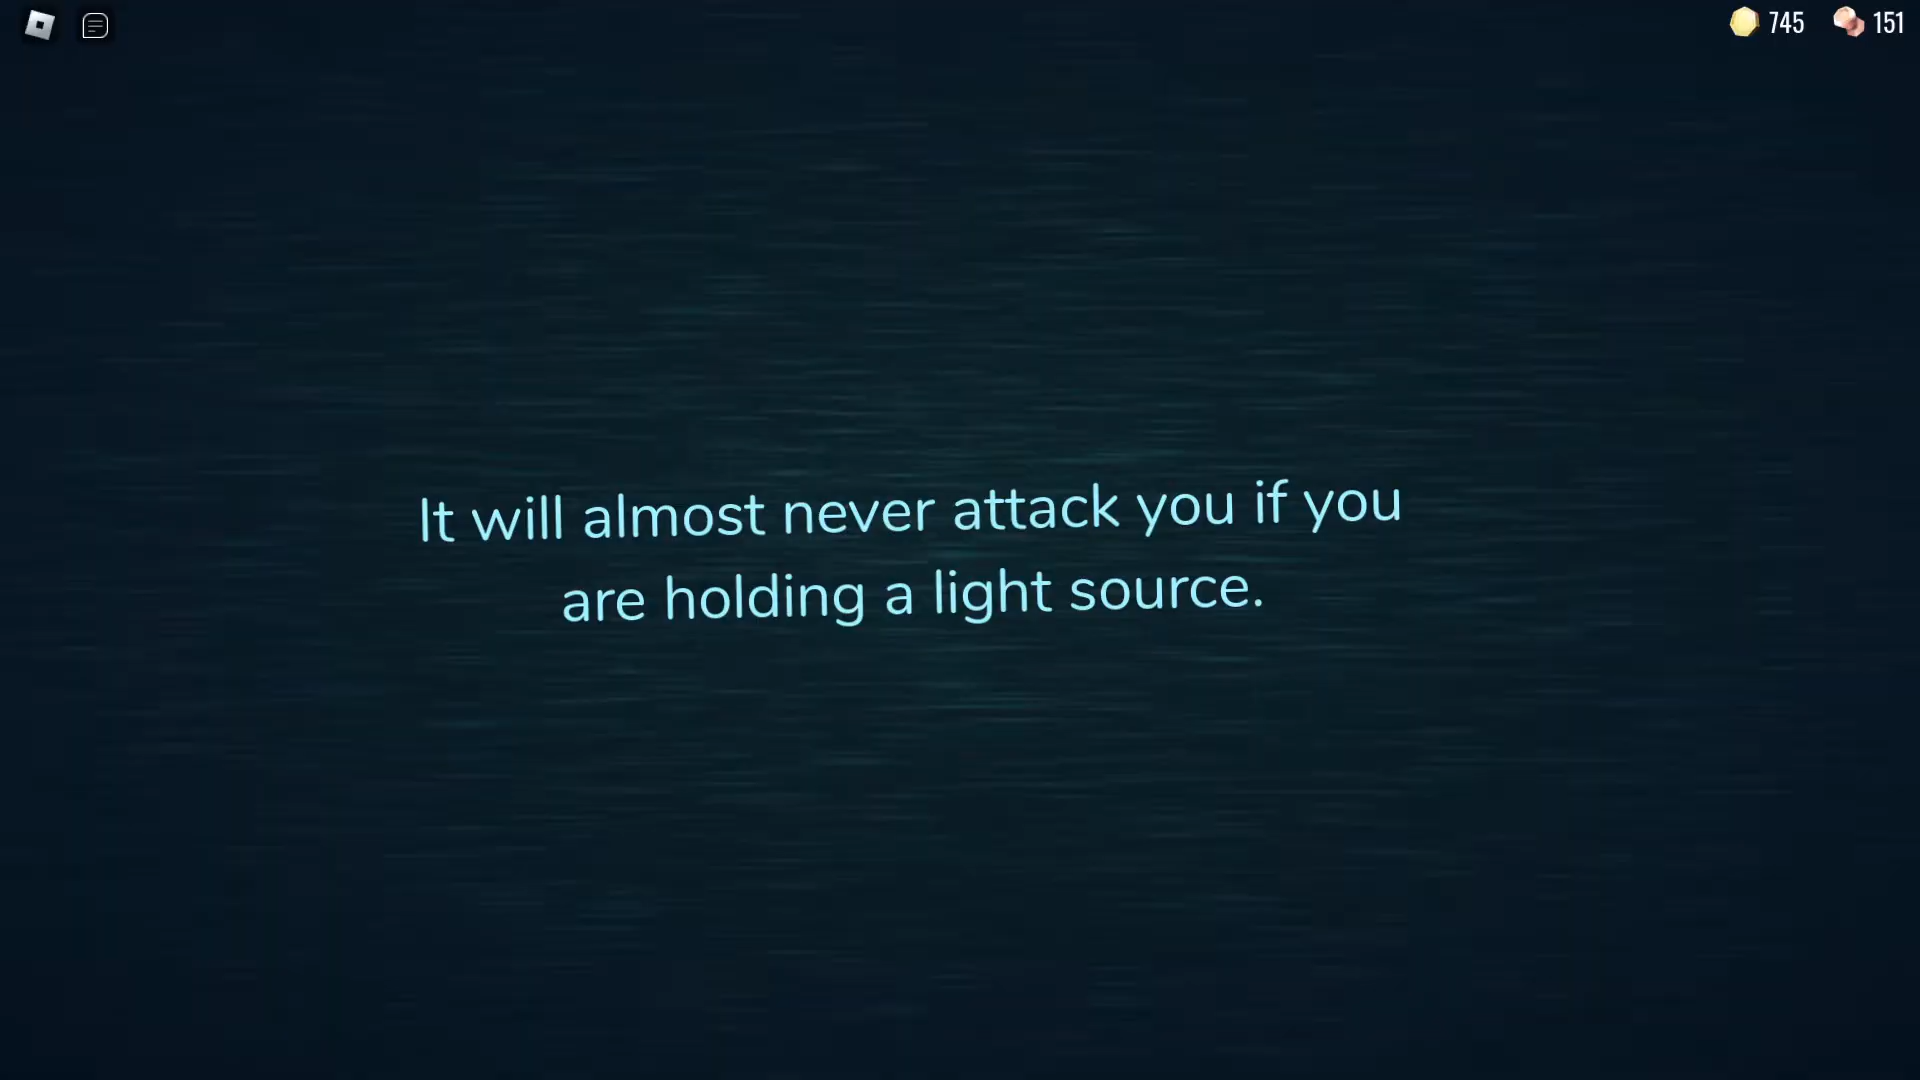 745 151
It will almost never attack you if you
are holding a light source.